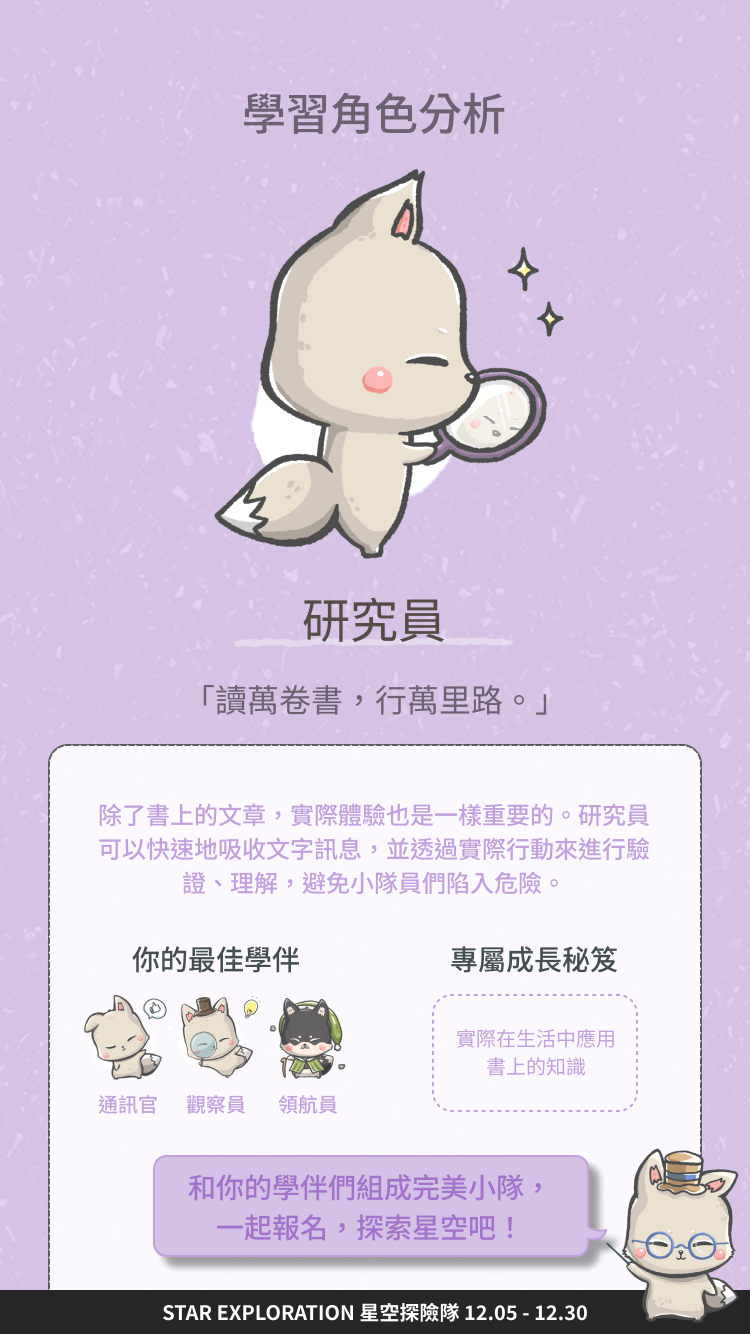 學習角色分析
研究員
「讀萬卷書，行萬里路。」
除了書上的文章，實際體驗也是一樣重要的。研究員
可以快速地吸收文字訊息，並透過實際行動來進行驗
證、理解，避免小隊員們陷入危險。
你的最佳學伴
通訊官 觀察員 領航員
專屬成長秘笈
實際在生活中應用
書上的知識
和你的學伴們組成完美小隊，
一起報名，探索星空吧！
STAR EXPLORATION 星空探險隊 12.05 - 12.30